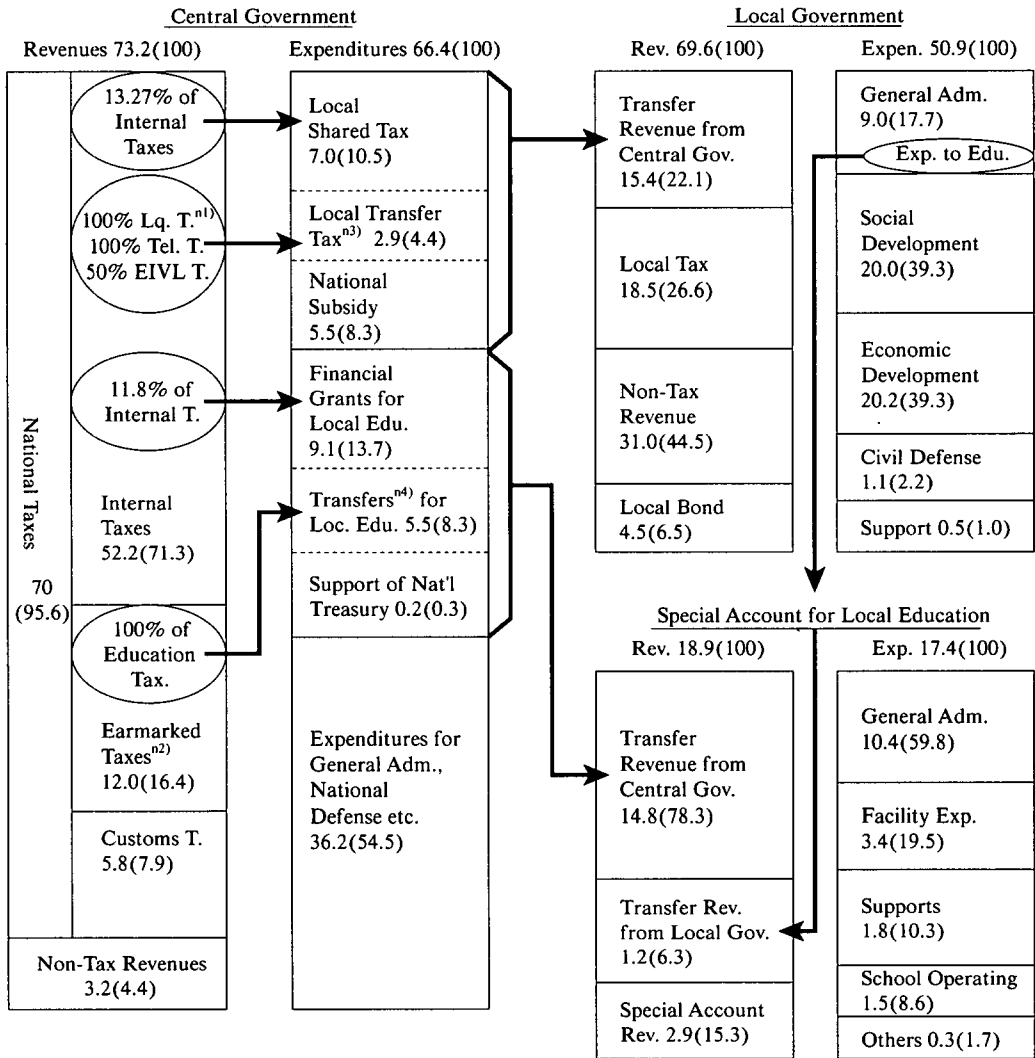 Central Government
Revenues 73.2(100)
National Taxes
70
(95.6)
13.27% of
Internal
Taxes
100% Lq. T.ⁿ¹⁾
100% Tel. T.
50% EIVL T.
11.8% of
Internal T.
Internal
Taxes
52.2(71.3)
100% of
Education
Tax.
Earmarked
Taxesⁿ²⁾
12.0(16.4)
Customs T.
5.8(7.9)
Non-Tax Revenues
3.2(4.4)
Expenditures 66.4(100)
Local
Shared Tax
7.0(10.5)
Local Transfer
Taxⁿ³⁾ 2.9(4.4)
National
Subsidy
5.5(8.3)
Financial
Grants for
Local Edu.
9.1(13.7)
Transfersⁿ⁴⁾ for
Loc. Edu. 5.5(8.3)
Support of Nat'l
Treasury 0.2(0.3)
Expenditures for
General Adm.,
National
Defense etc.
36.2(54.5)
Local Government
Rev. 69.6(100)
Transfer
Revenue from
Central Gov.
15.4(22.1)
Local Tax
18.5(26.6)
Non-Tax
Revenue
31.0(44.5)
Local Bond
4.5(6.5)
Expen. 50.9(100)
General Adm.
9.0(17.7)
Exp. to Edu.
Social
Development
20.0(39.3)
Economic
Development
20.2(39.3)
Civil Defense
1.1(2.2)
Support 0.5(1.0)
Special Account for Local Education
Rev. 18.9(100)
Transfer
Revenue from
Central Gov.
14.8(78.3)
Transfer Rev.
from Local Gov.
1.2(6.3)
Special Account
Rev. 2.9(15.3)
Exp. 17.4(100)
General Adm.
10.4(59.8)
Facility Exp.
3.4(19.5)
Supports
1.8(10.3)
School Operating
1.5(8.6)
Others 0.3(1.7)